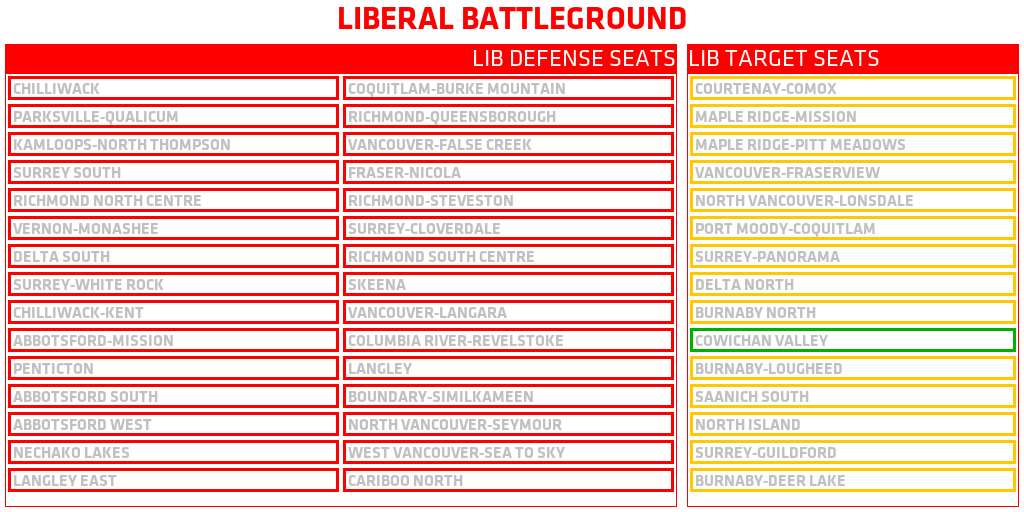 LIBERAL BATTLEGROUND
LIB DEFENSE SEATS
CHILLIWACK
PARKSVILLE-QUALICUM
KAMLOOPS-NORTH THOMPSON
SURREY SOUTH
RICHMOND NORTH CENTRE
VERNON-MONASHEE
DELTA SOUTH
SURREY-WHITE ROCK
CHILLIWACK-KENT
ABBOTSFORD-MISSION
PENTICTON
ABBOTSFORD SOUTH
ABBOTSFORD WEST
NECHAKO LAKES
LANGLEY EAST
COQUITLAM-BURKE MOUNTAIN
RICHMOND-QUEENSBOROUGH
VANCOUVER-FALSE CREEK
FRASER-NICOLA
RICHMOND-STEVESTON
SURREY-CLOVERDALE
RICHMOND SOUTH CENTRE
SKEENA
VANCOUVER-LANGARA
COLUMBIA RIVER-REVELSTOKE
LANGLEY
BOUNDARY-SIMILKAMEEN
NORTH VANCOUVER-SEYMOUR
WEST VANCOUVER-SEA TO SKY
CARIBOO NORTH
LIB TARGET SEATS
COURTENAY-COMOX
MAPLE RIDGE-MISSION
MAPLE RIDGE-PITT MEADOWS
VANCOUVER-FRASERVIEW
NORTH VANCOUVER-LONSDALE
PORT MOODY-COQUITLAM
SURREY-PANORAMA
DELTA NORTH
BURNABY NORTH
COWICHAN VALLEY
BURNABY-LOUGHEED
SAANICH SOUTH
NORTH ISLAND
SURREY-GUILDFORD
BURNABY-DEER LAKE